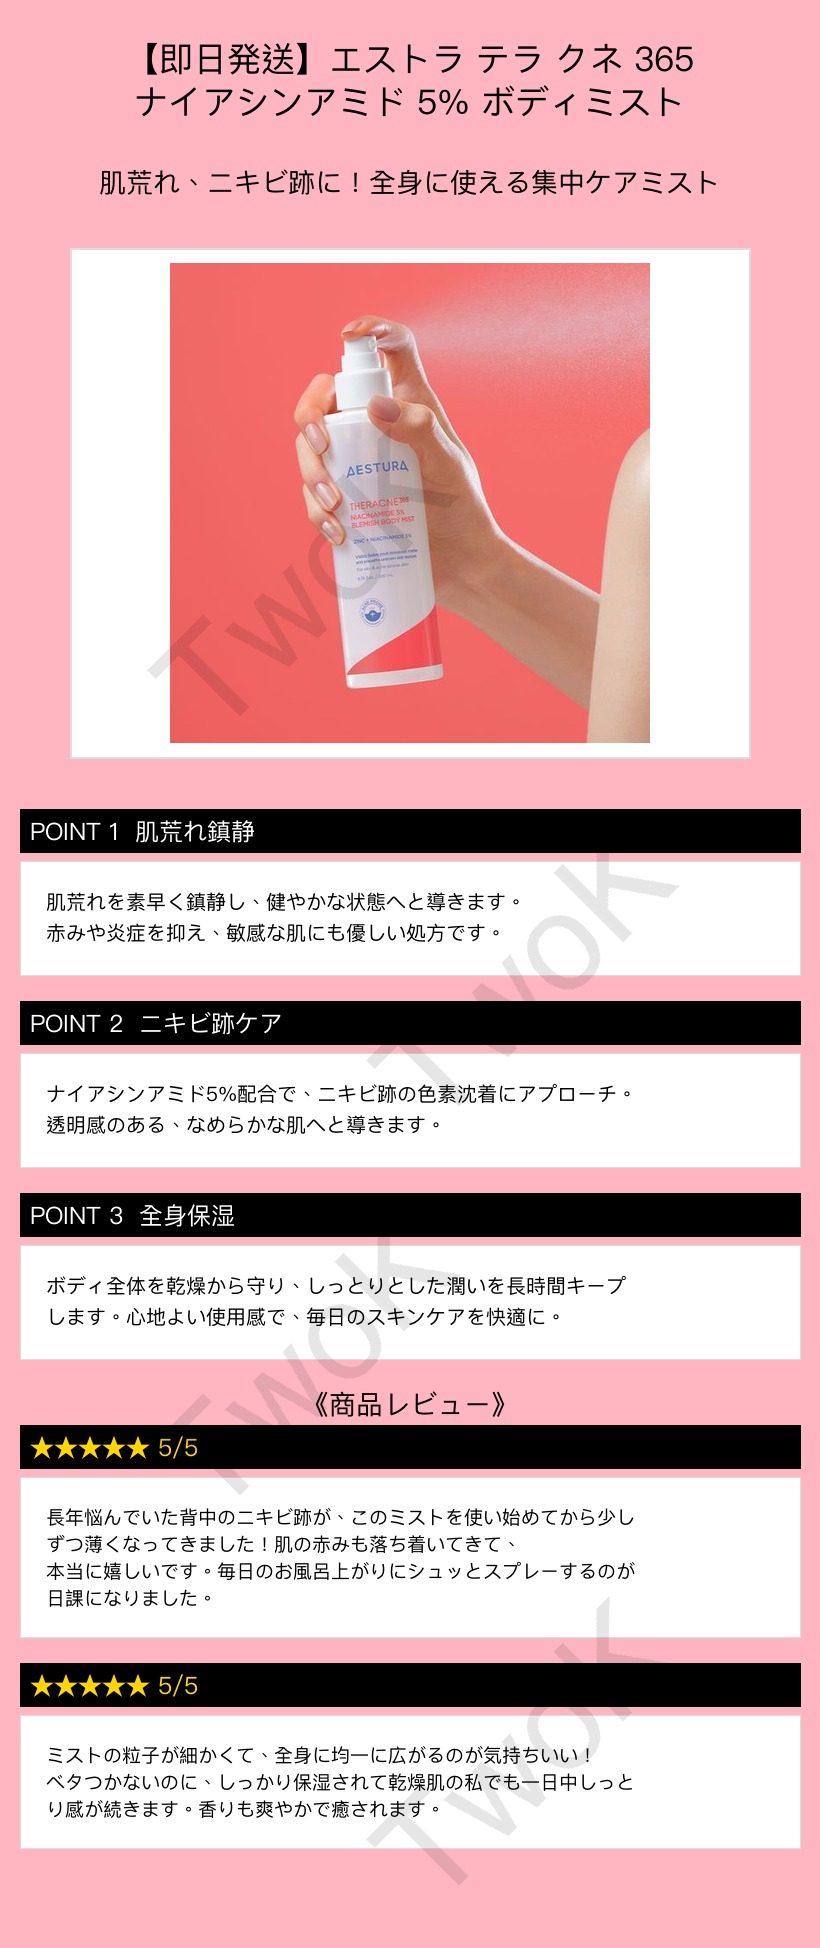 【即日発送】エストラ テラ クネ 365
ナイアシンアミド 5% ボディミスト
肌荒れ、ニキビ跡に！全身に使える集中ケアミスト
AESTURA
THERACNE365
NIACINAMIDE 5%
BLEMISH BODY MIST
ZINC + NIACINAMIDE 5%
TwoK
POINT 1 肌荒れ鎮静
肌荒れを素早く鎮静し、健やかな状態へと導きます。
赤みや炎症を抑え、敏感な肌にも優しい処方です。
TwoK
POINT 2 ニキビ跡ケア
ナイアシンアミド5%配合で、ニキビ跡の色素沈着にアプローチ。
透明感のある、なめらかな肌へと導きます。
POINT 3 全身保湿
ボディ全体を乾燥から守り、しっとりとした潤いを長時間キープ
します。心地よい使用感で、毎日のスキンケアを快適に。
TwoK
《商品レビュー》
★★★★★ 5/5
長年悩んでいた背中のニキビ跡が、このミストを使い始めてから少し
ずつ薄くなってきました！肌の赤みも落ち着いてきて、
本当に嬉しいです。毎日のお風呂上がりにシュッとスプレーするのが
日課になりました。
★★★★★ 5/5
ミストの粒子が細かくて、全身に均一に広がるのが気持ちいい！
ベタつかないのに、しっかり保湿されて乾燥肌の私でも一日中しっと
り感が続きます。香りも爽やかで癒されます。
TwoK